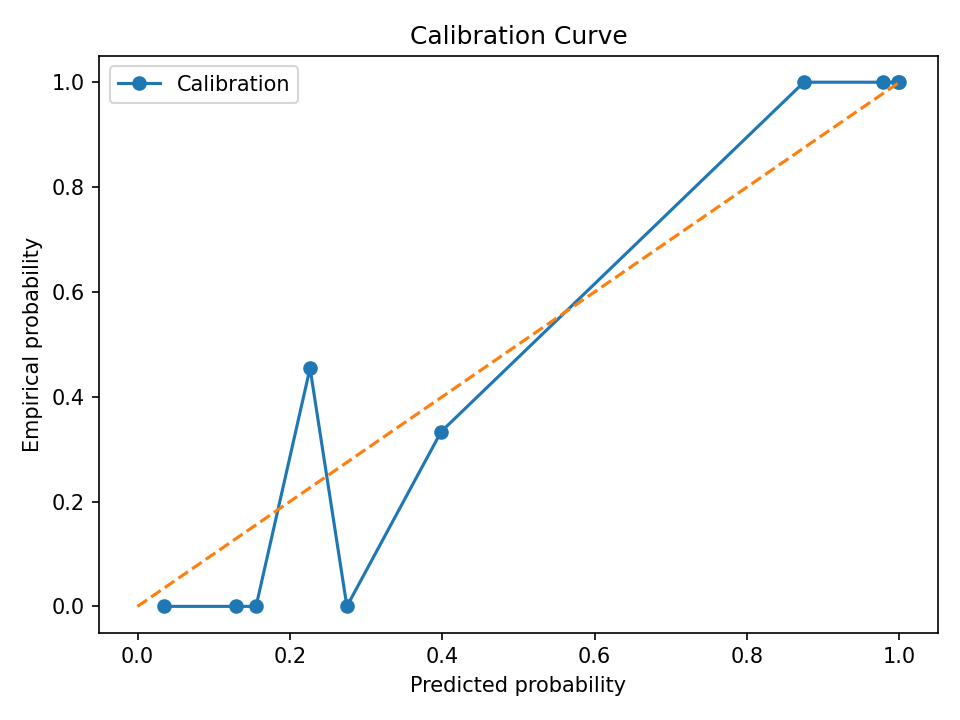 Calibration Curve
Calibration
1.0
0.8
0.6
0.4
0.2
0.0
Empirical probability
0.0 0.2 0.4 0.6 0.8 1.0
Predicted probability